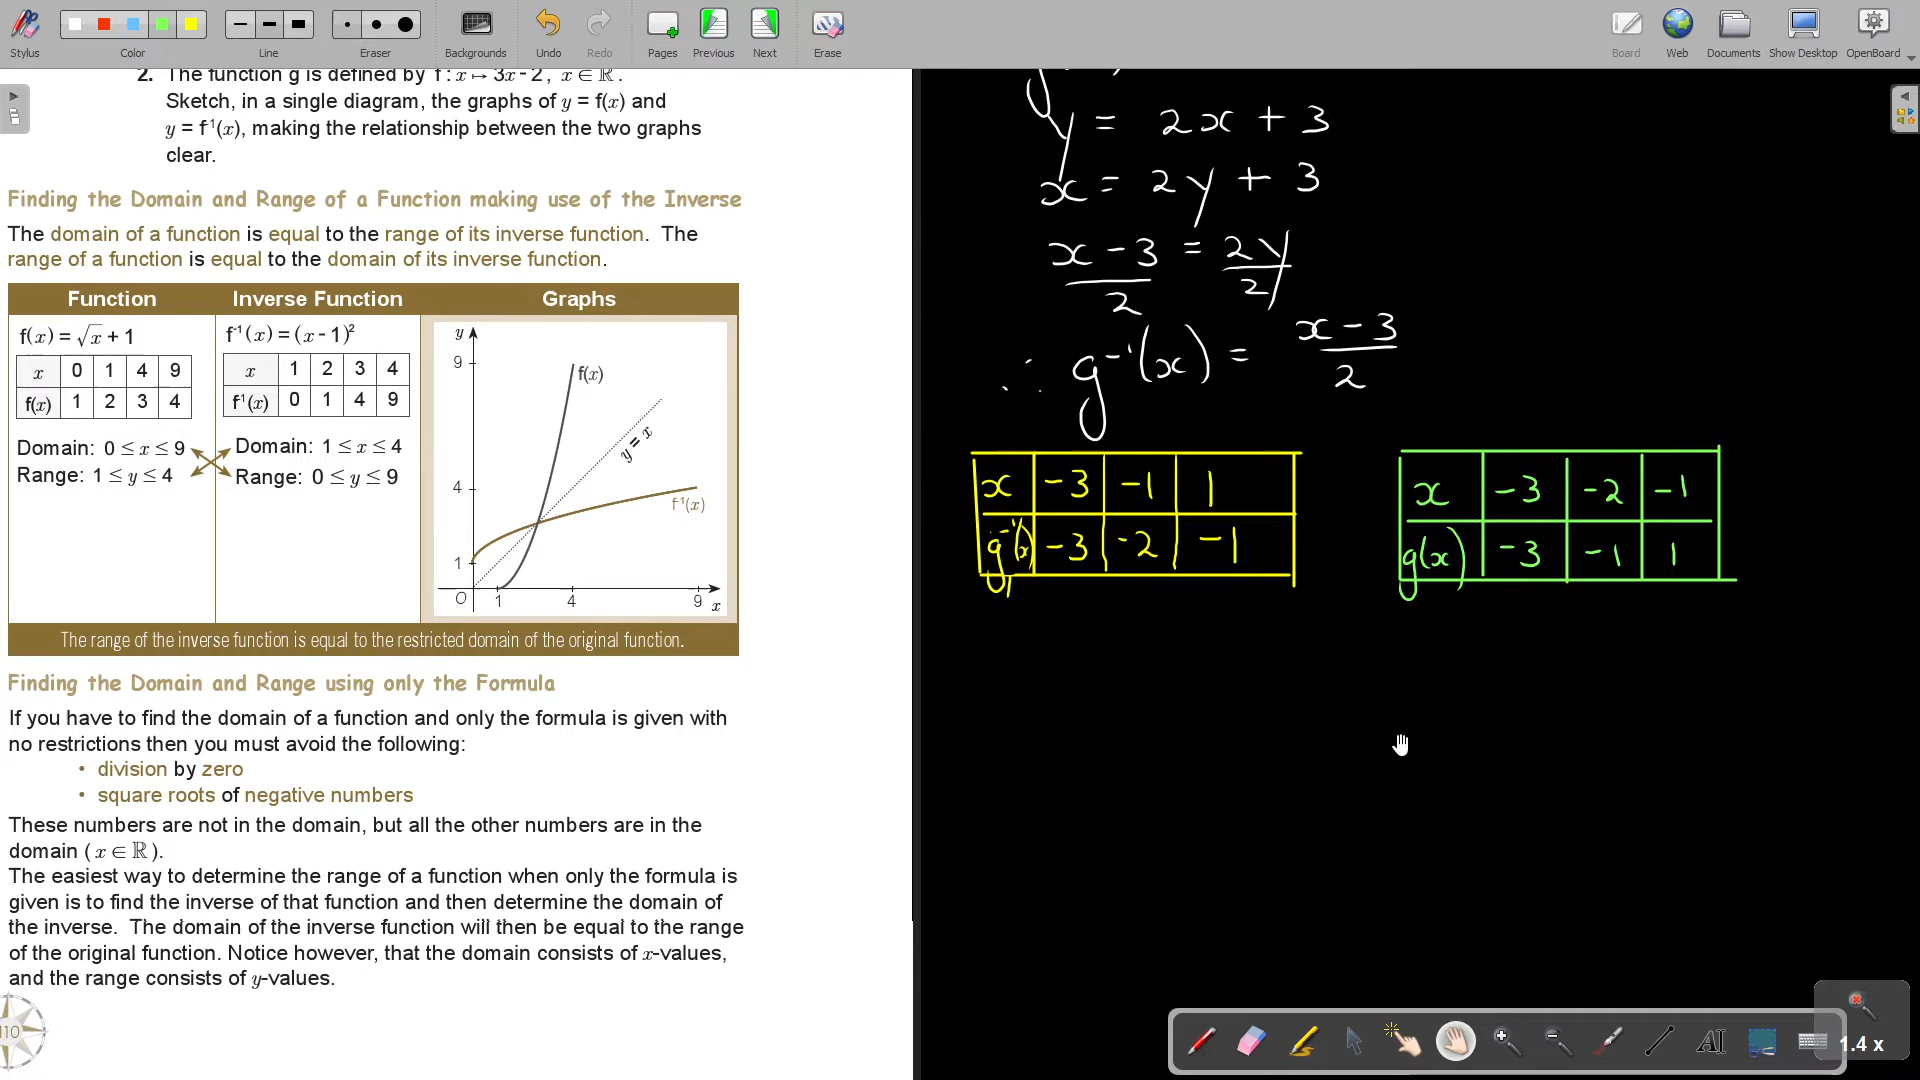 Stylus Color Line Eraser Backgrounds Undo Redo Pages Previous Next Erase Board Web Documents Show Desktop OpenBoard
2. The function g is defined by f : x ↦ 3x - 2 , x ∈ ℝ .
Sketch, in a single diagram, the graphs of y = f(x) and
y = f⁻¹(x), making the relationship between the two graphs
clear.
Finding the Domain and Range of a Function making use of the Inverse
The domain of a function is equal to the range of its inverse function. The
range of a function is equal to the domain of its inverse function.
Function Inverse Function Graphs
f(x) = √x + 1
x 0 1 4 9
f(x) 1 2 3 4
Domain: 0 ≤ x ≤ 9
Range: 1 ≤ y ≤ 4
f⁻¹(x) = (x - 1)²
x 1 2 3 4
f⁻¹(x) 0 1 4 9
Domain: 1 ≤ x ≤ 4
Range: 0 ≤ y ≤ 9
y
9
f(x)
y = x
4
f⁻¹(x)
1
O 1 4 9 x
The range of the inverse function is equal to the restricted domain of the original function.
Finding the Domain and Range using only the Formula
If you have to find the domain of a function and only the formula is given with
no restrictions then you must avoid the following:
• division by zero
• square roots of negative numbers
These numbers are not in the domain, but all the other numbers are in the
domain ( x ∈ ℝ ).
The easiest way to determine the range of a function when only the formula is
given is to find the inverse of that function and then determine the domain of
the inverse. The domain of the inverse function will then be equal to the range
of the original function. Notice however, that the domain consists of x-values,
and the range consists of y-values.
110
y = 2x + 3
x = 2y + 3
x - 3 = 2y
2 2
∴ g⁻¹(x) = x - 3
2
x -3 -1 1
g⁻¹(x) -3 -2 -1
x -3 -2 -1
g(x) -3 -1 1
1.4 x